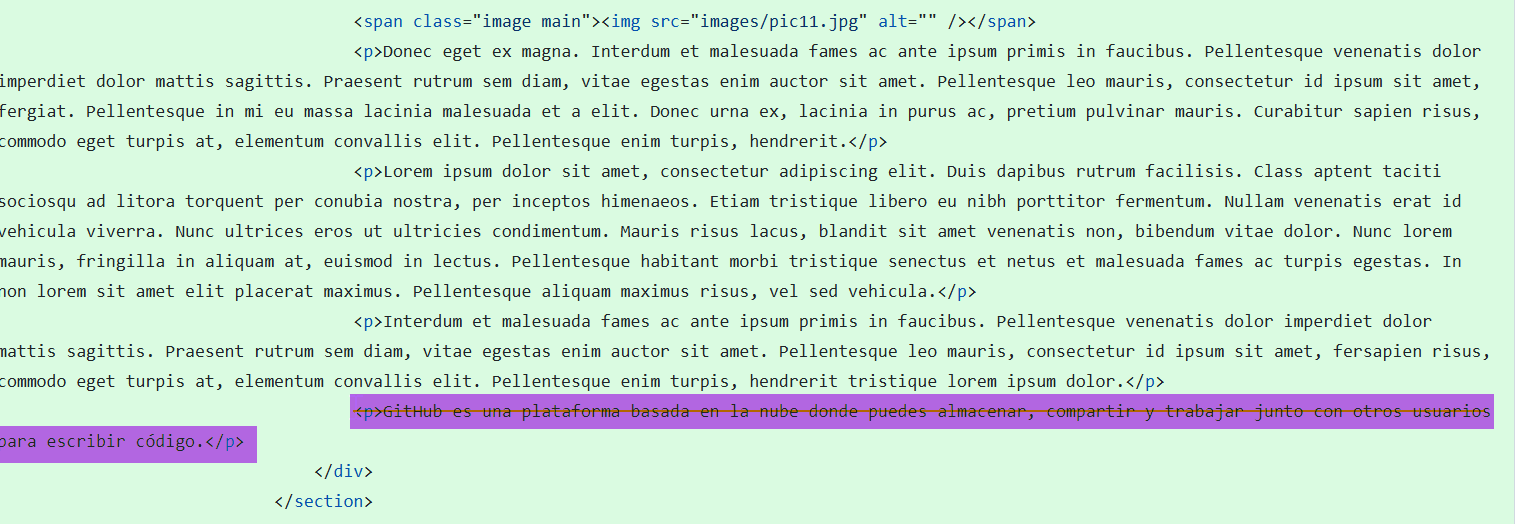 <span class="image main"><img src="images/pic11.jpg" alt="" /></span>
<p>Donec eget ex magna. Interdum et malesuada fames ac ante ipsum primis in faucibus. Pellentesque venenatis dolor
imperdiet dolor mattis sagittis. Praesent rutrum sem diam, vitae egestas enim auctor sit amet. Pellentesque leo mauris, consectetur id ipsum sit amet,
fergiat. Pellentesque in mi eu massa lacinia malesuada et a elit. Donec urna ex, lacinia in purus ac, pretium pulvinar mauris. Curabitur sapien risus,
commodo eget turpis at, elementum convallis elit. Pellentesque enim turpis, hendrerit.</p>
<p>Lorem ipsum dolor sit amet, consectetur adipiscing elit. Duis dapibus rutrum facilisis. Class aptent taciti
sociosqu ad litora torquent per conubia nostra, per inceptos himenaeos. Etiam tristique libero eu nibh porttitor fermentum. Nullam venenatis erat id
vehicula viverra. Nunc ultrices eros ut ultricies condimentum. Mauris risus lacus, blandit sit amet venenatis non, bibendum vitae dolor. Nunc lorem
mauris, fringilla in aliquam at, euismod in lectus. Pellentesque habitant morbi tristique senectus et netus et malesuada fames ac turpis egestas. In
non lorem sit amet elit placerat maximus. Pellentesque aliquam maximus risus, vel sed vehicula.</p>
<p>Interdum et malesuada fames ac ante ipsum primis in faucibus. Pellentesque venenatis dolor imperdiet dolor
mattis sagittis. Praesent rutrum sem diam, vitae egestas enim auctor sit amet. Pellentesque leo mauris, consectetur id ipsum sit amet, fersapien risus,
commodo eget turpis at, elementum convallis elit. Pellentesque enim turpis, hendrerit tristique lorem ipsum dolor.</p>
<p>GitHub es una plataforma basada en la nube donde puedes almacenar, compartir y trabajar junto con otros usuarios
para escribir código.</p>
</div>
</section>